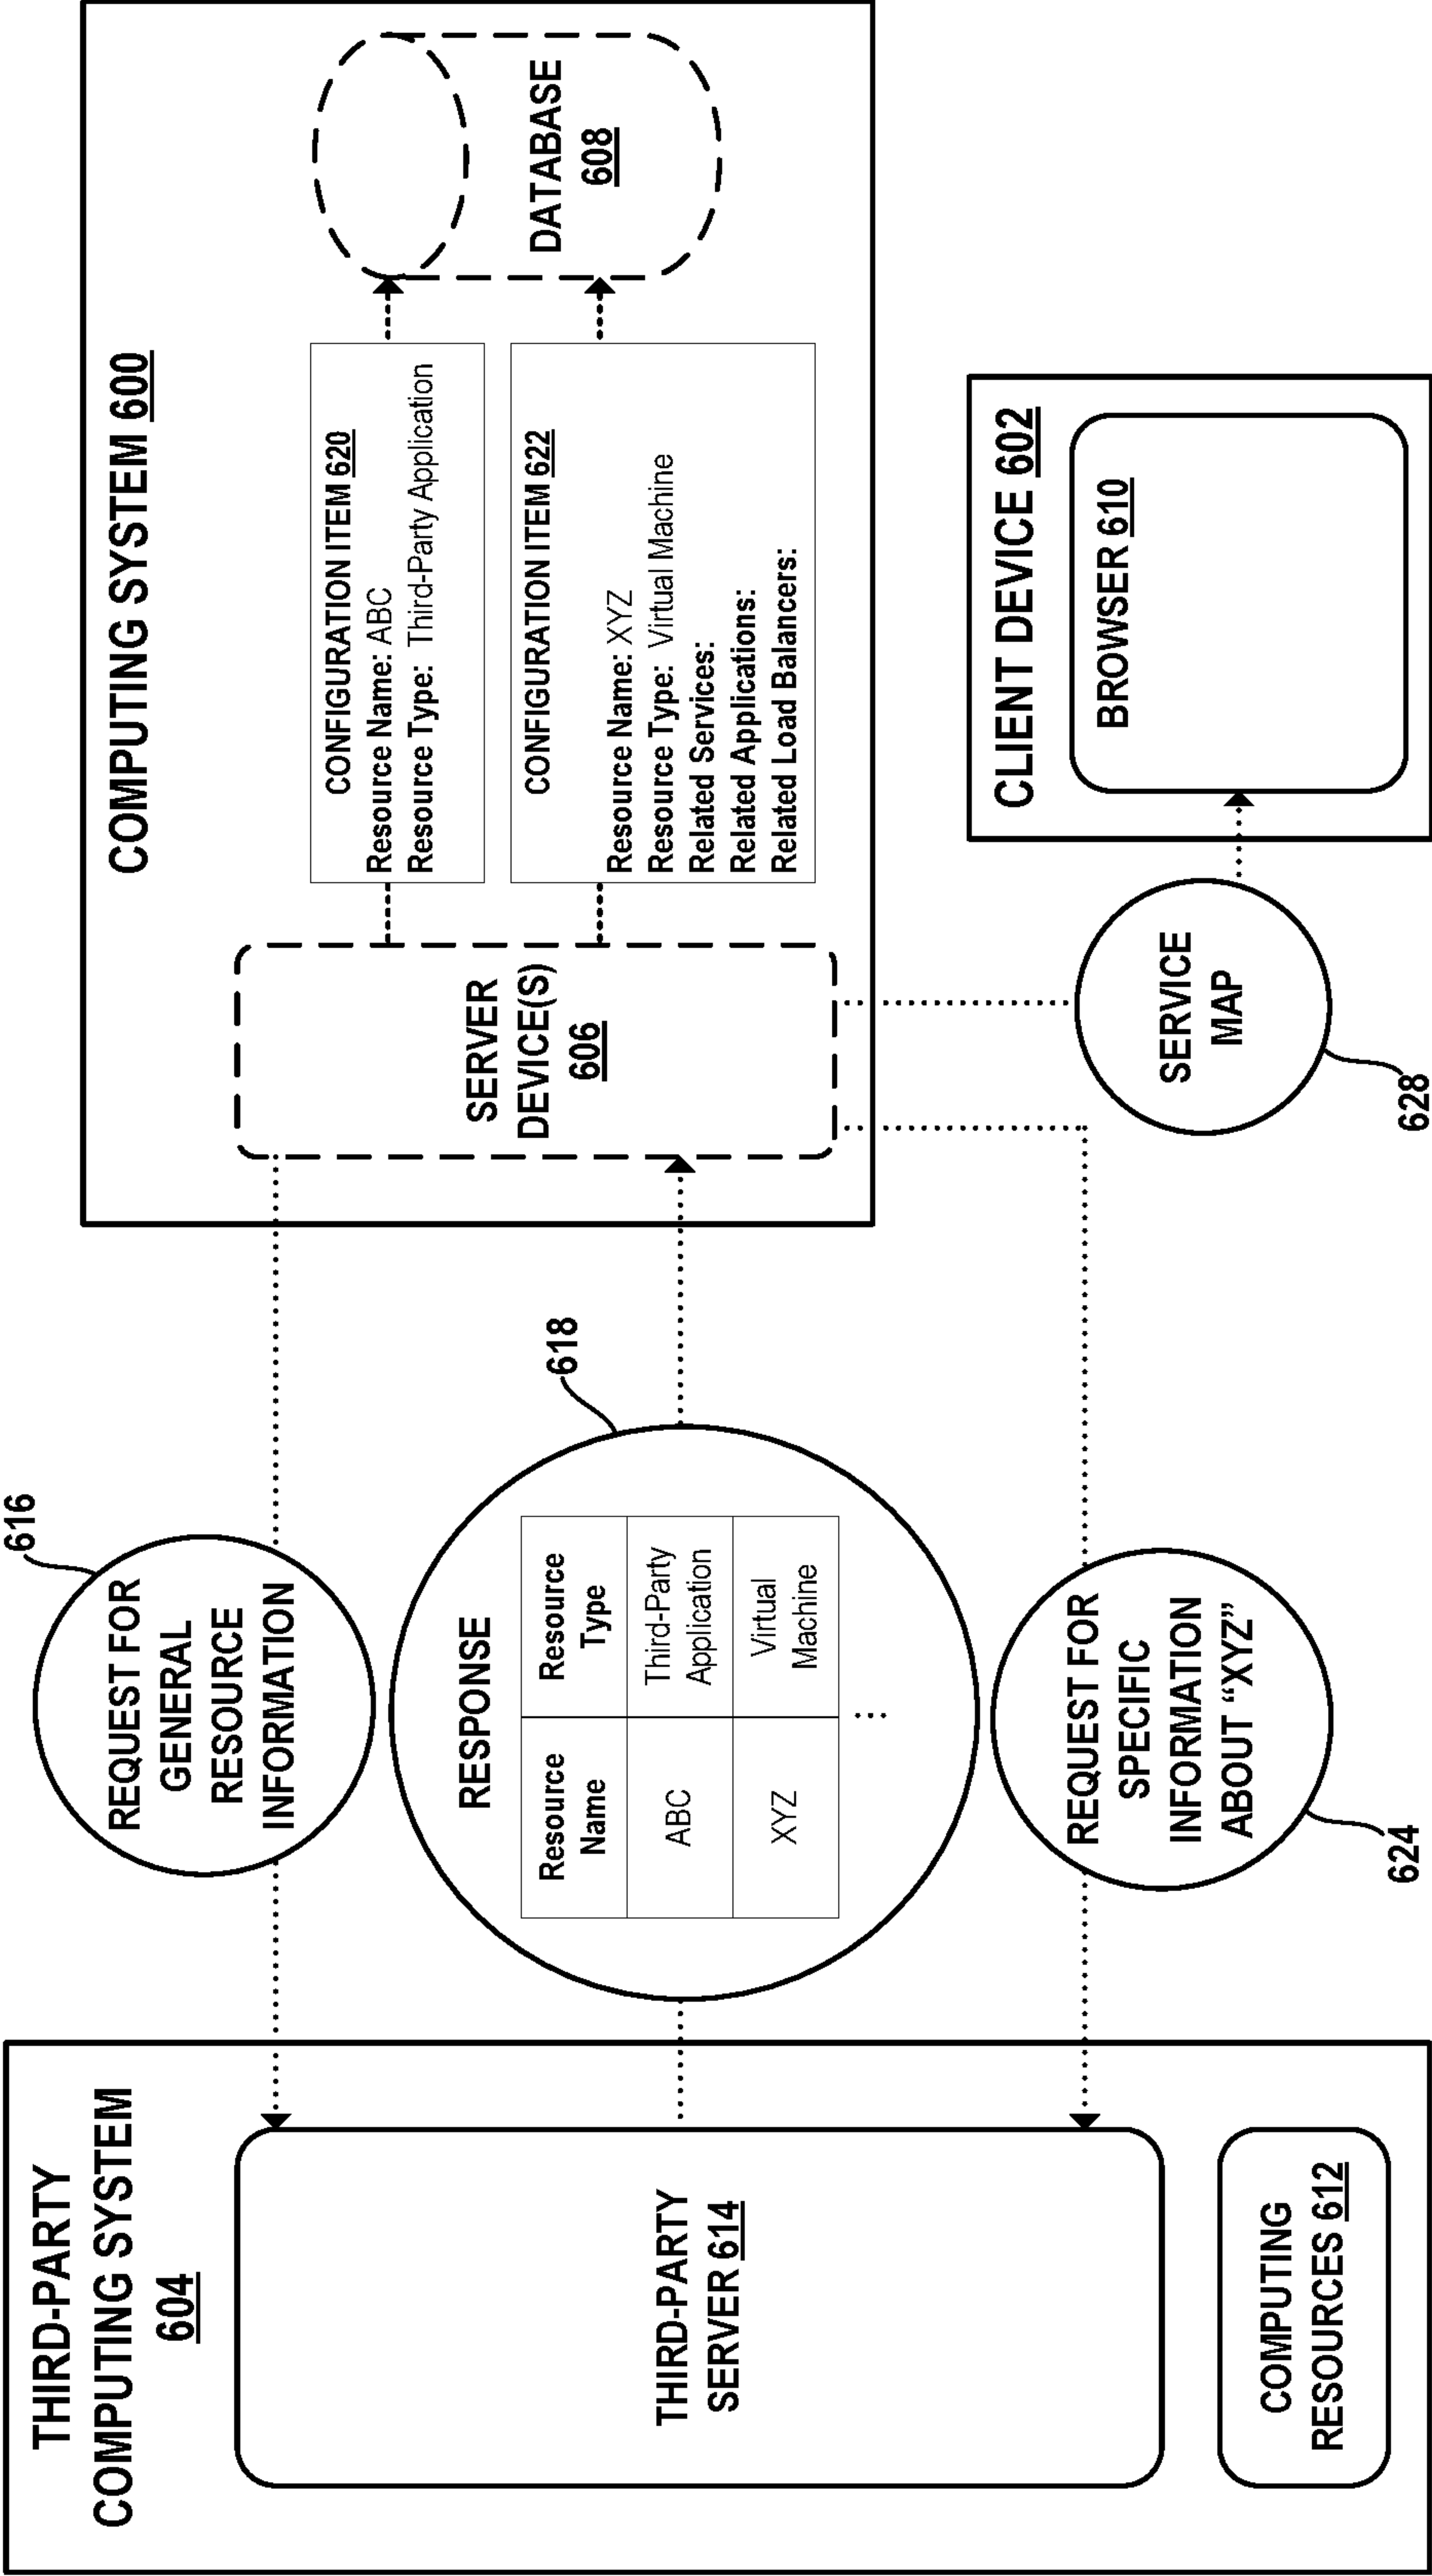 THIRD-PARTY
COMPUTING SYSTEM
604
THIRD-PARTY
SERVER 614
COMPUTING
RESOURCES 612
616
REQUEST FOR
GENERAL
RESOURCE
INFORMATION
618
RESPONSE
Resource Name Resource Type
ABC Third-Party Application
XYZ Virtual Machine
...
REQUEST FOR
SPECIFIC
INFORMATION
ABOUT “XYZ”
624
COMPUTING SYSTEM 600
SERVER
DEVICE(S)
606
CONFIGURATION ITEM 620
Resource Name: ABC
Resource Type: Third-Party Application
CONFIGURATION ITEM 622
Resource Name: XYZ
Resource Type: Virtual Machine
Related Services:
Related Applications:
Related Load Balancers:
DATABASE
608
SERVICE
MAP
628
CLIENT DEVICE 602
BROWSER 610